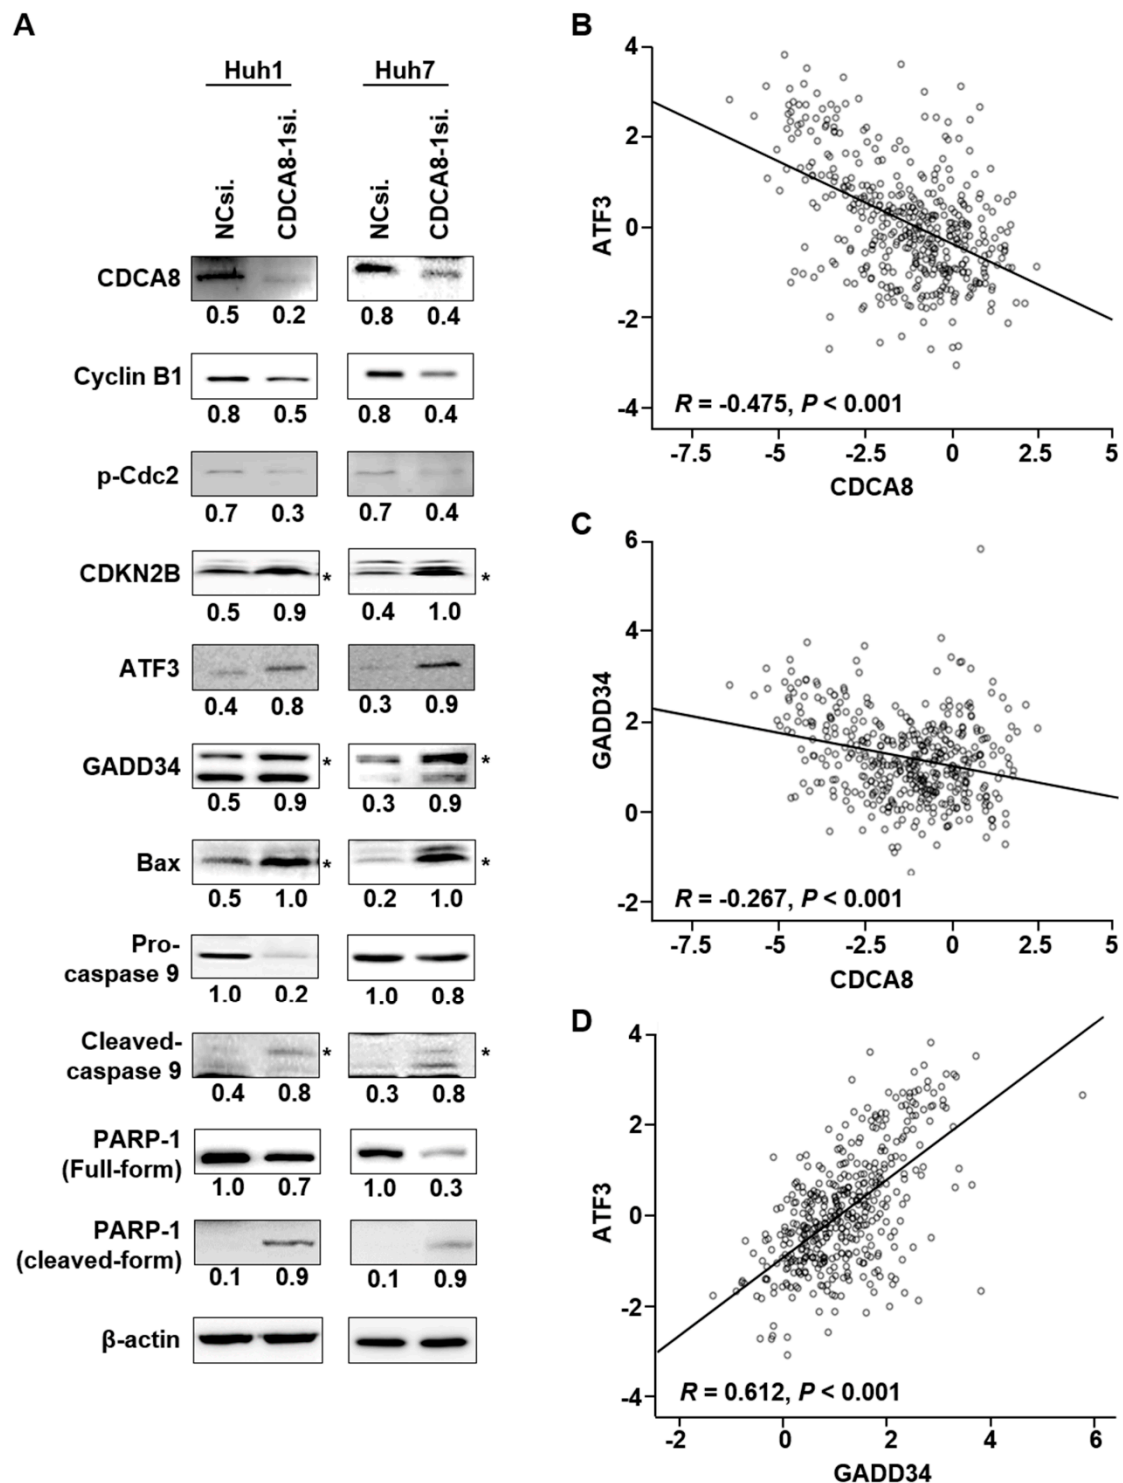 A
Huh1 Huh7
NCsi. CDCA8-1si. NCsi. CDCA8-1si.
CDCA8
0.5 0.2 0.8 0.4
Cyclin B1
0.8 0.5 0.8 0.4
p-Cdc2
0.7 0.3 0.7 0.4
CDKN2B * *
0.5 0.9 0.4 1.0
ATF3
0.4 0.8 0.3 0.9
GADD34 * *
0.5 0.9 0.3 0.9
Bax * *
0.5 1.0 0.2 1.0
Pro-
caspase 9
1.0 0.2 1.0 0.8
Cleaved-
caspase 9 * *
0.4 0.8 0.3 0.8
PARP-1
(Full-form)
1.0 0.7 1.0 0.3
PARP-1
(cleaved-form)
0.1 0.9 0.1 0.9
β-actin
B
4
2
0
-2
-4
ATF3
R = -0.475, P < 0.001
-7.5 -5 -2.5 0 2.5 5
CDCA8
C
6
4
2
0
-2
GADD34
R = -0.267, P < 0.001
-7.5 -5 -2.5 0 2.5 5
CDCA8
D
4
2
0
-2
-4
ATF3
R = 0.612, P < 0.001
-2 0 2 4 6
GADD34